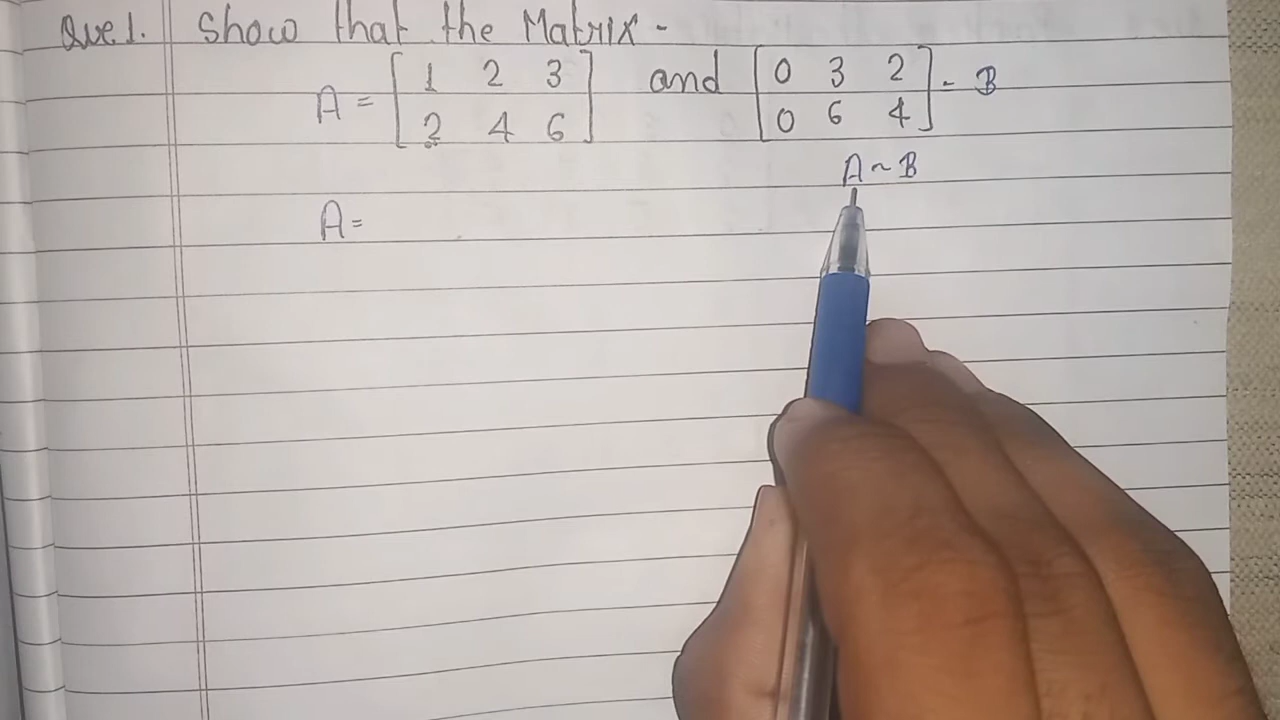 Que 1. Show that the Matrix -
A = [ 1 2 3 ] and [ 0 3 2 ] - B
[ 2 4 6 ] [ 0 6 4 ]
A ~ B
A =